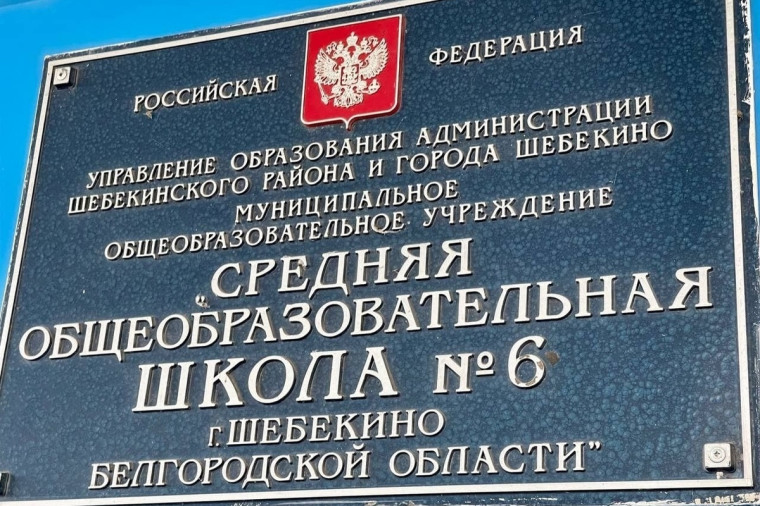 РОССИЙСКАЯ ФЕДЕРАЦИЯ
УПРАВЛЕНИЕ ОБРАЗОВАНИЯ АДМИНИСТРАЦИИ
ШЕБЕКИНСКОГО РАЙОНА И ГОРОДА ШЕБЕКИНО
МУНИЦИПАЛЬНОЕ
ОБЩЕОБРАЗОВАТЕЛЬНОЕ УЧРЕЖДЕНИЕ
"СРЕДНЯЯ
ОБЩЕОБРАЗОВАТЕЛЬНАЯ
ШКОЛА №6
г. ШЕБЕКИНО
БЕЛГОРОДСКОЙ ОБЛАСТИ"